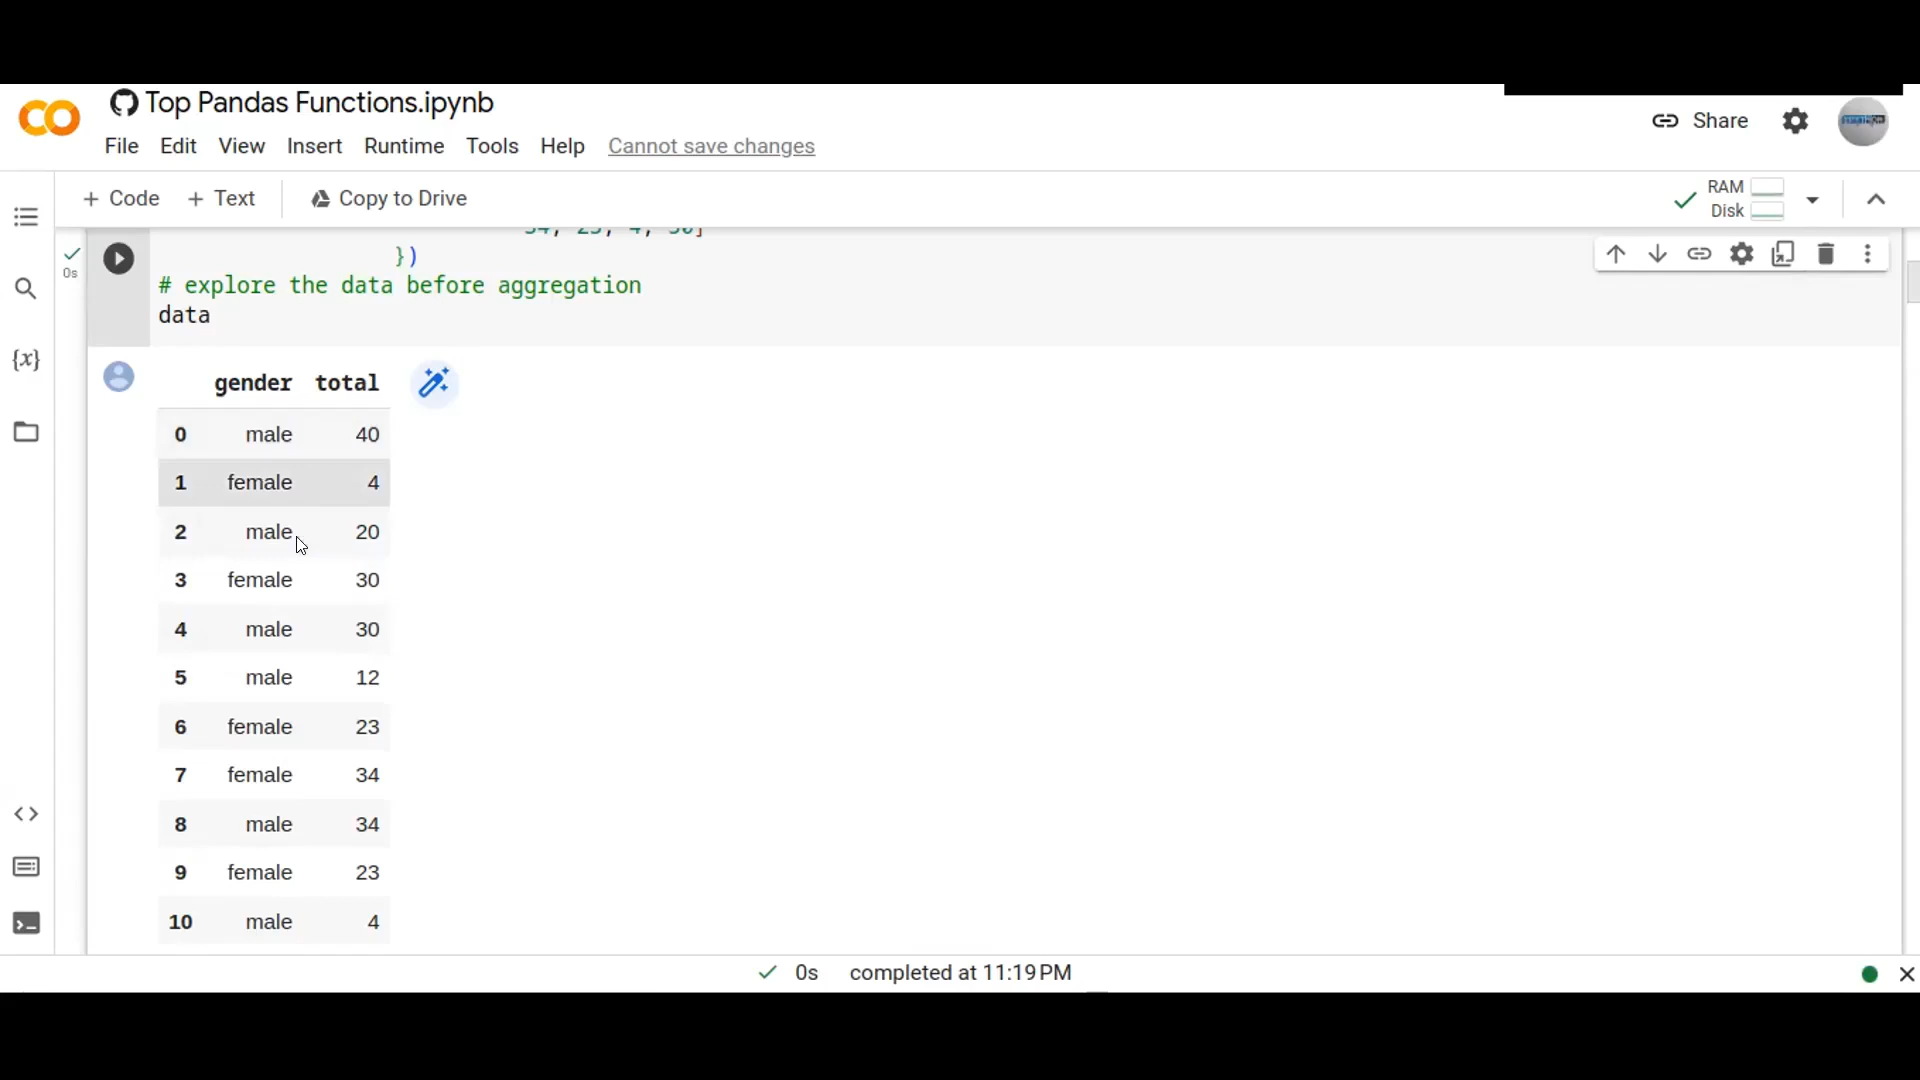 Top Pandas Functions.ipynb
File Edit View Insert Runtime Tools Help Cannot save changes
Share
+ Code + Text Copy to Drive
RAM
Disk
0s
})
# explore the data before aggregation
data
{x}
gender total
0 male 40
1 female 4
2 male 20
3 female 30
4 male 30
5 male 12
6 female 23
7 female 34
8 male 34
9 female 23
10 male 4
0s completed at 11:19 PM